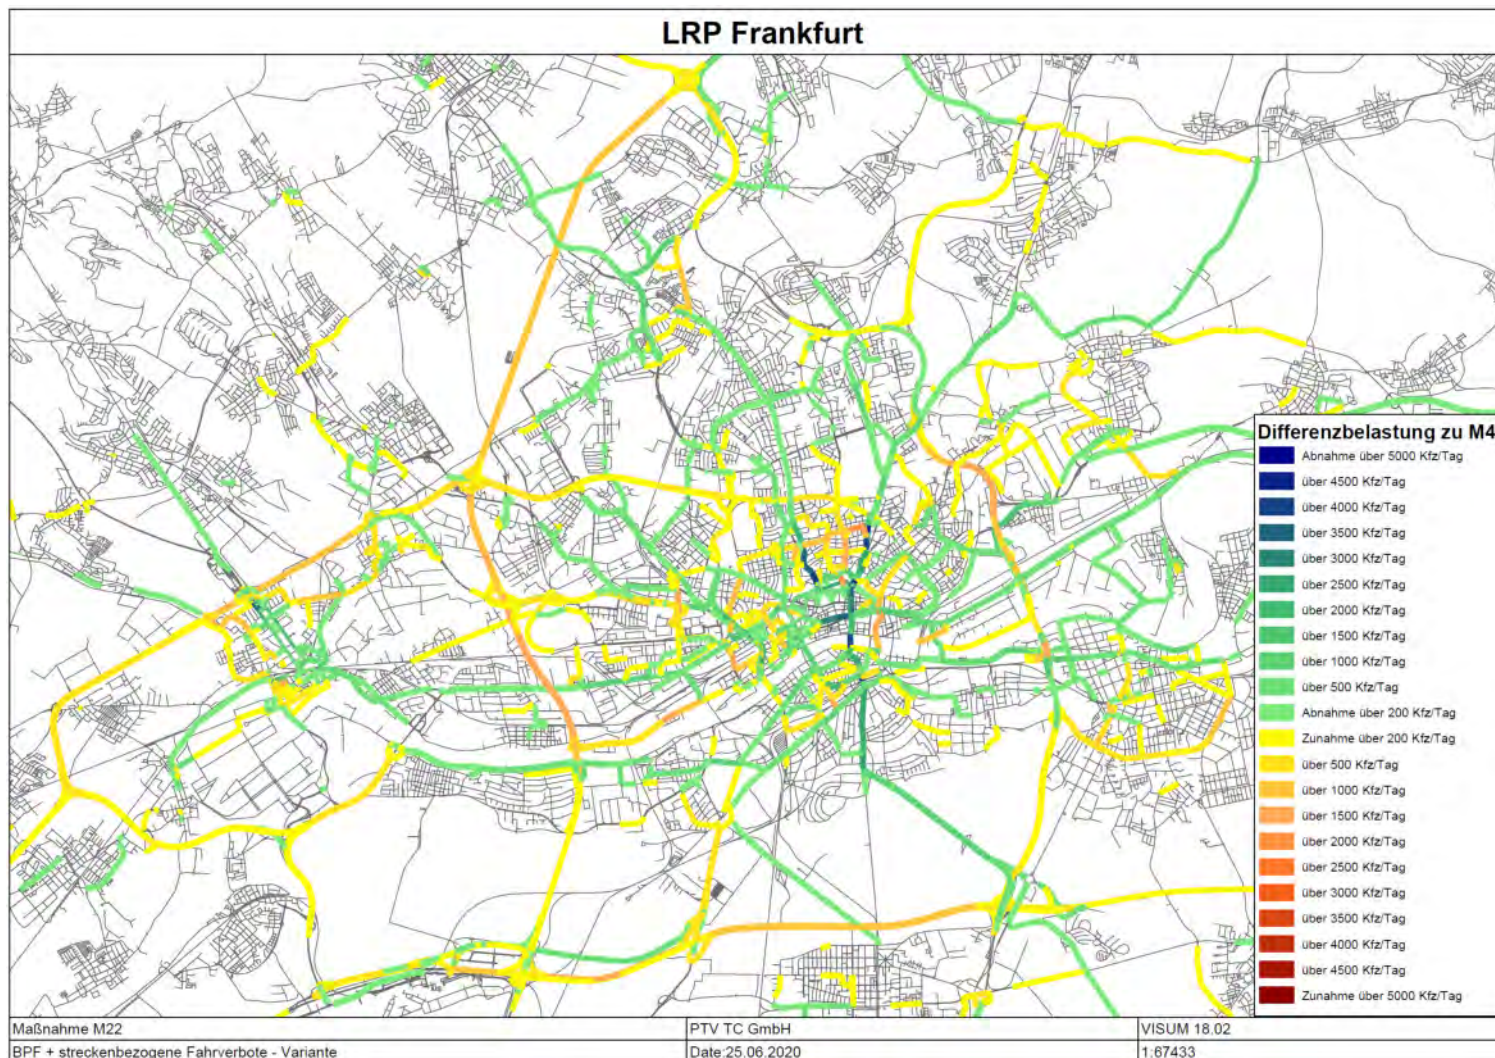 LRP Frankfurt
Differenzbelastung zu M4
Abnahme über 5000 Kfz/Tag
über 4500 Kfz/Tag
über 4000 Kfz/Tag
über 3500 Kfz/Tag
über 3000 Kfz/Tag
über 2500 Kfz/Tag
über 2000 Kfz/Tag
über 1500 Kfz/Tag
über 1000 Kfz/Tag
über 500 Kfz/Tag
Abnahme über 200 Kfz/Tag
Zunahme über 200 Kfz/Tag
über 500 Kfz/Tag
über 1000 Kfz/Tag
über 1500 Kfz/Tag
über 2000 Kfz/Tag
über 2500 Kfz/Tag
über 3000 Kfz/Tag
über 3500 Kfz/Tag
über 4000 Kfz/Tag
über 4500 Kfz/Tag
Zunahme über 5000 Kfz/Tag
Maßnahme M22
PTV TC GmbH
VISUM 18.02
BPF + streckenbezogene Fahrverbote - Variante
Date:25.06.2020
1:67433